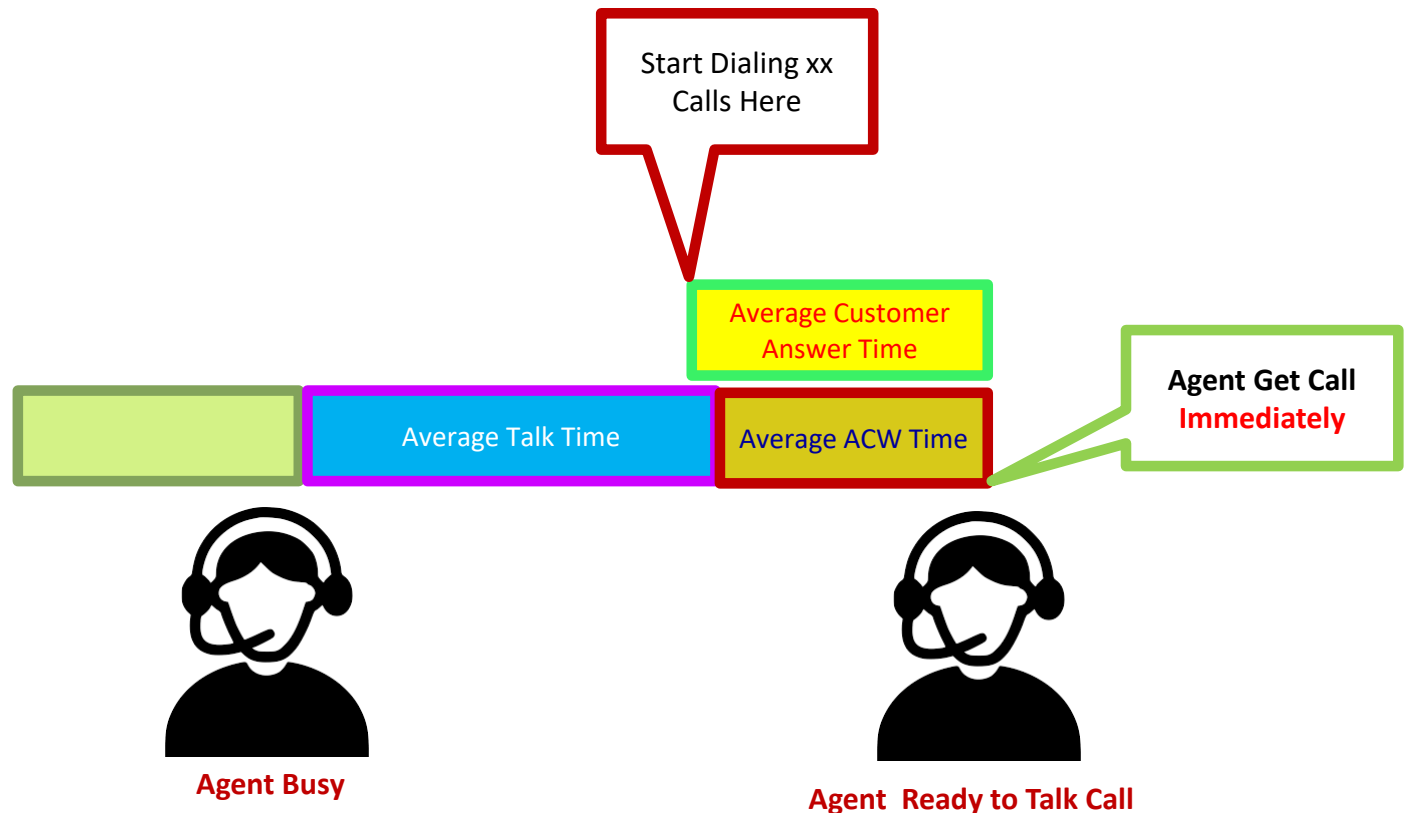 Start Dialing xx
Calls Here
Average Customer
Answer Time
Agent Get Call
Immediately
Average Talk Time
Average ACW Time
Agent Busy
Agent  Ready to Talk Call